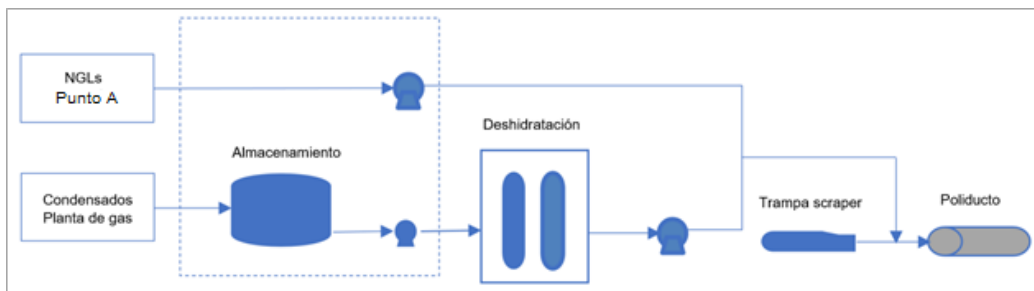 NGLs
Punto A
Deshidratación
Almacenamiento
Condensados
Planta de gas
Trampa scraper
Poliducto